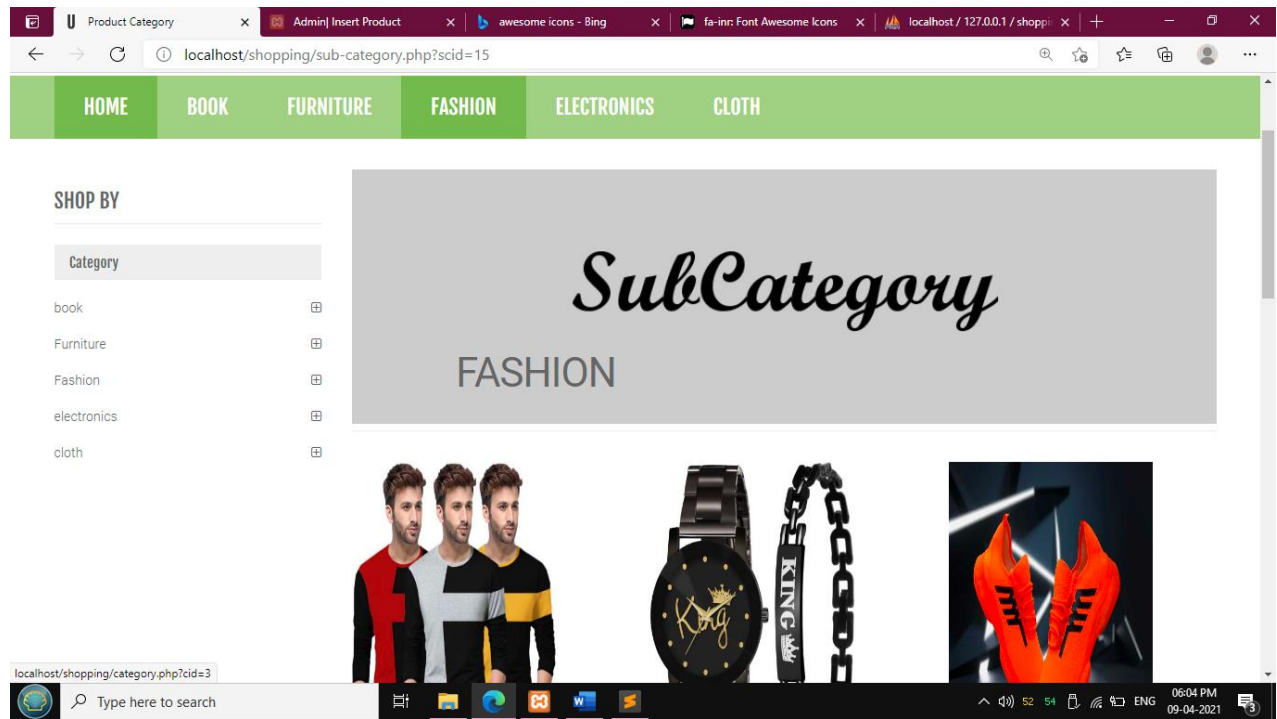 Product Category
Admin| Insert Product
awesome icons - Bing
fa-inr: Font Awesome Icons
localhost / 127.0.0.1 / shoppi
localhost/shopping/sub-category.php?scid=15
HOME BOOK FURNITURE FASHION ELECTRONICS CLOTH
SHOP BY
Category
book
Furniture
Fashion
electronics
cloth
SubCategory
FASHION
King
KING
localhost/shopping/category.php?cid=3
Type here to search
52 54 ENG
06:04 PM
09-04-2021
3